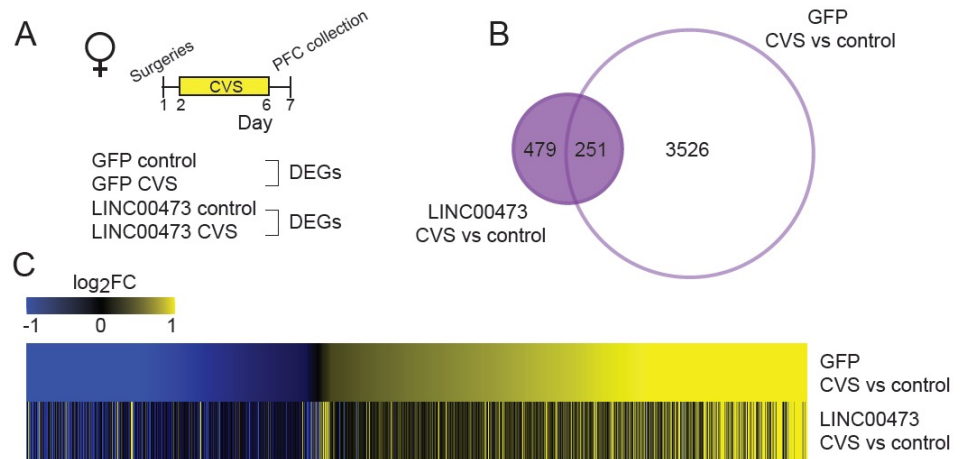 A
Surgeries
PFC collection
CVS
1 2 6 7
Day
GFP control
GFP CVS
DEGs
LINC00473 control
LINC00473 CVS
DEGs
B
GFP
CVS vs control
479 251 3526
LINC00473
CVS vs control
C
log2FC
-1 0 1
GFP
CVS vs control
LINC00473
CVS vs control